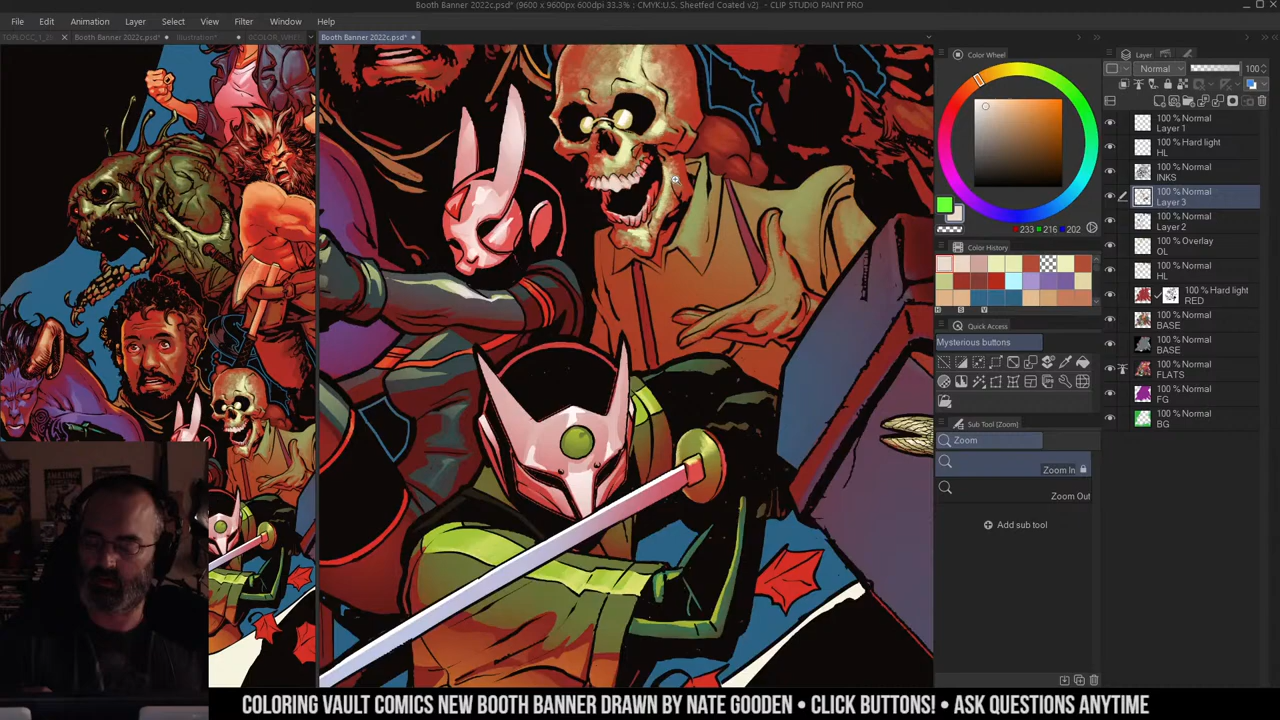 Booth Banner 2022c.psd* (9600 x 9600px 600dpi 33.3% : CMYK:U.S. Sheetfed Coated v2) - CLIP STUDIO PAINT PRO
File Edit Animation Layer Select View Filter Window Help
Booth Banner 2022c.psd* Illustration* Booth Banner 2022c.psd*
Color Wheel
233 216 202
Color History
H S V
Quick Access
Mysterious buttons
Sub Tool [Zoom]
Zoom
Zoom In
Zoom Out
Add sub tool
Layer
Normal 100
100 % Normal
Layer 1
100 % Hard light
HL
100 % Normal
INKS
100 % Normal
Layer 3
100 % Normal
Layer 2
100 % Overlay
OL
100 % Normal
HL
100 % Hard light
RED
100 % Normal
BASE
100 % Normal
BASE
100 % Normal
FLATS
100 % Normal
FG
100 % Normal
BG
COLORING VAULT COMICS NEW BOOTH BANNER DRAWN BY NATE GOODEN • CLICK BUTTONS! • ASK QUESTIONS ANYTIME